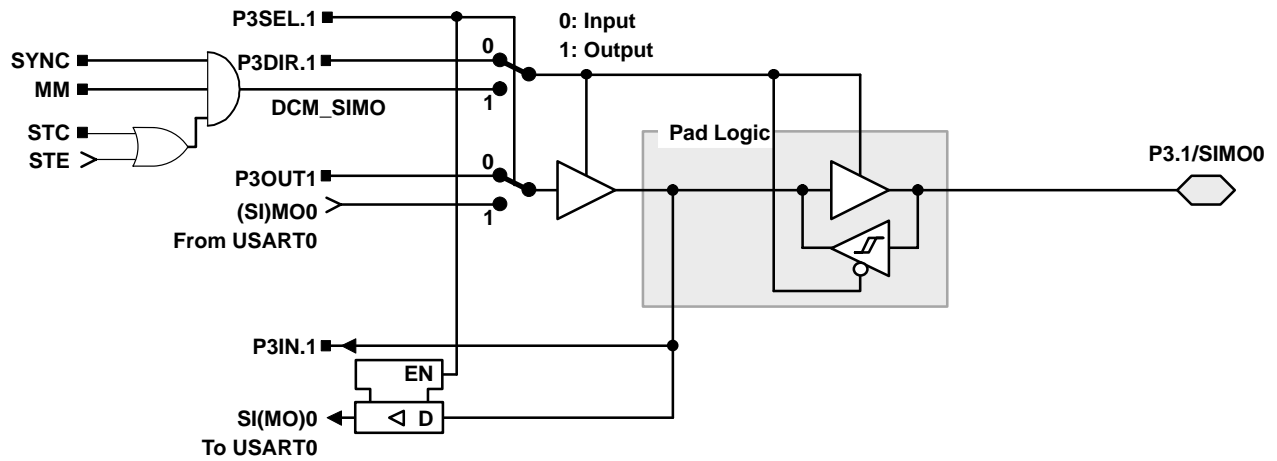 P3SEL.1
0: Input
1: Output
SYNC
P3DIR.1
0
MM
1
DCM_SIMO
STC
STE
Pad Logic
P3.1/SIMO0
0
P3OUT1
(SI)MO0
1
From USART0
P3IN.1
EN
SI(MO)0
D
To USART0